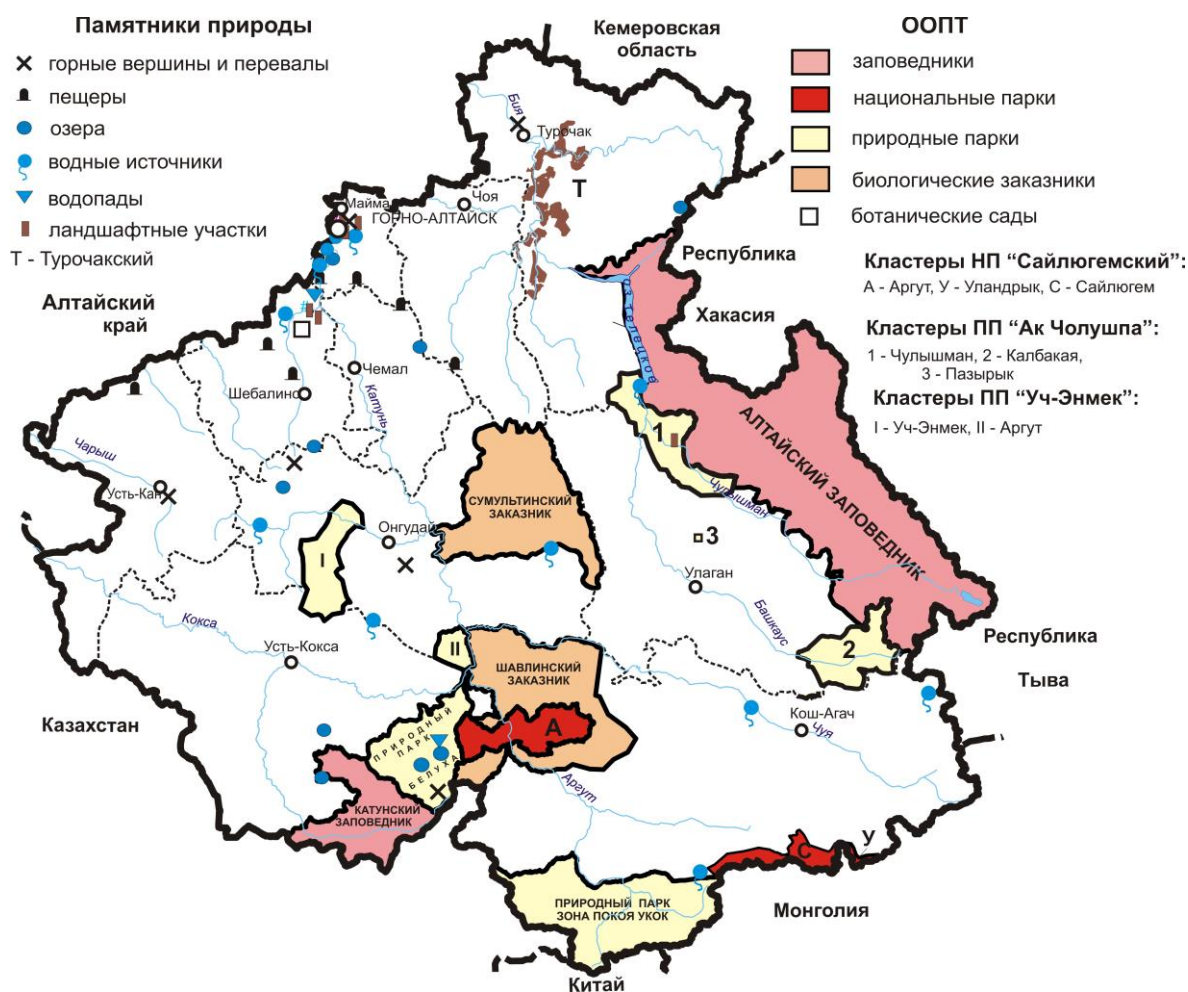 Памятники природы
горные вершины и перевалы
пещеры
озера
водные источники
водопады
ландшафтные участки
Т - Турочакский
ООПТ
заповедники
национальные парки
природные парки
биологические заказники
ботанические сады
Кластеры НП “Сайлюгемский”:
А - Аргут, У - Уландрык, С - Сайлюгем
Кластеры ПП “Ак Чолушпа”:
1 - Чулышман, 2 - Калбакая,
3 - Пазырык
Кластеры ПП “Уч-Энмек”:
I - Уч-Энмек, II - Аргут
Кемеровская
область
Бия
Турочак
Т
Чоя
Майма
ГОРНО-АЛТАЙСК
Республика
Хакасия
Алтайский
край
оз. Телецкое
Чемал
Шебалино
Катунь
1
АЛТАЙСКИЙ ЗАПОВЕДНИК
Чарыш
Усть-Кан
СУМУЛЬТИНСКИЙ
ЗАКАЗНИК
Чулышман
Онгудай
3
I
Улаган
Башкаус
Кокса
Республика
Тыва
2
Усть-Кокса
II
ШАВЛИНСКИЙ
ЗАКАЗНИК
Казахстан
Кош-Агач
Чуя
А
ПРИРОДНЫЙ
ПАРК
БЕЛУХА
Аргут
КАТУНСКИЙ
ЗАПОВЕДНИК
У
С
ПРИРОДНЫЙ ПАРК
ЗОНА ПОКОЯ УКОК
Монголия
Китай